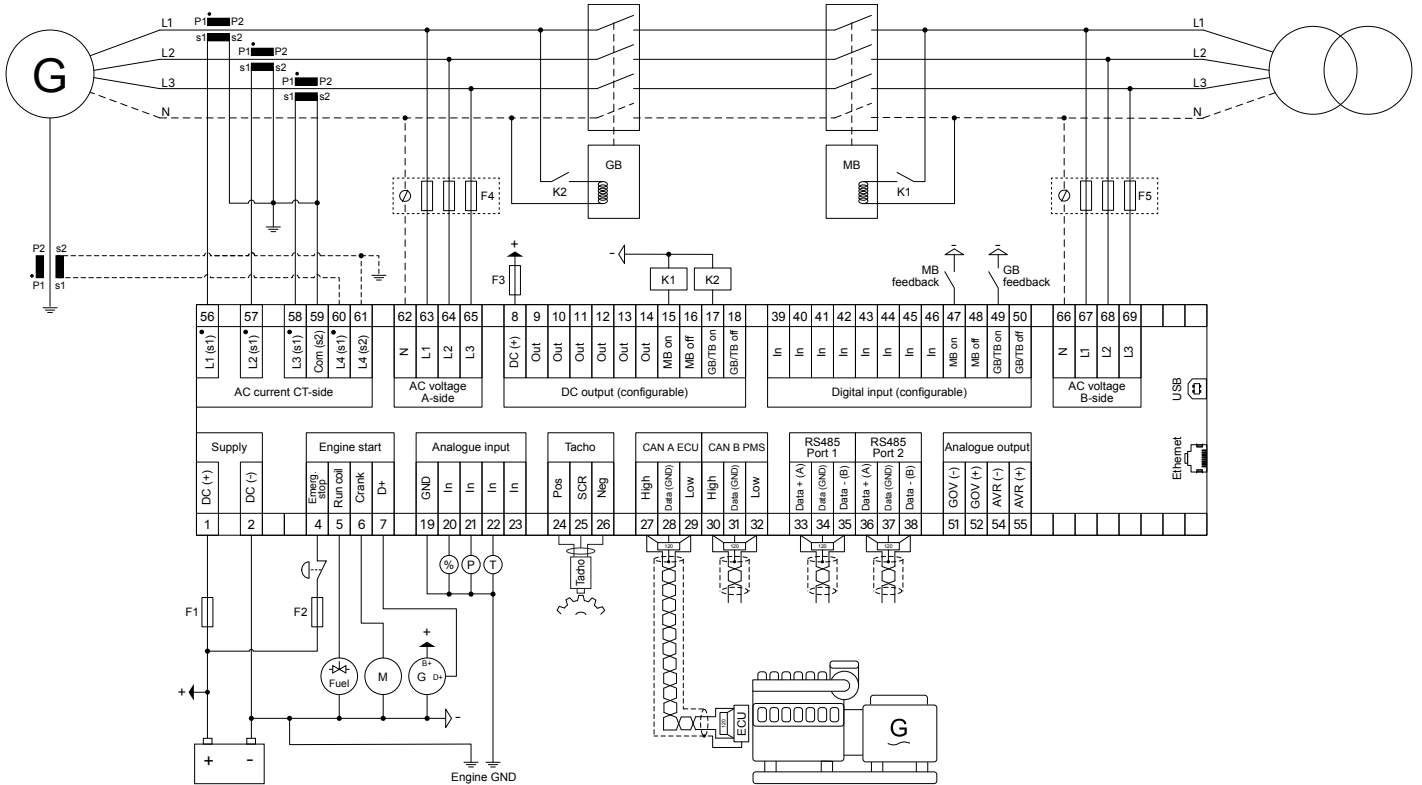 L1
P1 P2
s1 s2
L2
P1 P2
s1 s2
L3
P1 P2
s1 s2
N
G
L1
L2
L3
N
GB
K2
MB
K1
F4
F5
P2 s2
P1 s1
+
F3
-
K1
K2
MB feedback
-
GB feedback
-
56 57 58 59 60 61 62 63 64 65 8 9 10 11 12 13 14 15 16 17 18 39 40 41 42 43 44 45 46 47 48 49 50 66 67 68 69
L1 (s1)
L2 (s1)
L3 (s1)
Com (s2)
L4 (s1)
L4 (s2)
N
L1
L2
L3
DC (+)
Out
Out
Out
Out
Out
Out
MB on
MB off
GB/TB on
GB/TB off
In
In
In
In
In
In
In
In
MB on
MB off
GB/TB on
GB/TB off
N
L1
L2
L3
AC current CT-side
AC voltage
A-side
DC output (configurable)
Digital input (configurable)
AC voltage
B-side
USB
Ethernet
Supply
Engine start
Analogue input
Tacho
CAN A ECU
CAN B PMS
RS485
Port 1
RS485
Port 2
Analogue output
DC (+)
DC (-)
Emerg.
stop
Run coil
Crank
D+
GND
In
In
In
In
Pos
SCR
Neg
High
Data (GND)
Low
High
Data (GND)
Low
Data + (A)
Data (GND)
Data - (B)
Data + (A)
Data (GND)
Data - (B)
GOV (-)
GOV (+)
AVR (-)
AVR (+)
1 2 4 5 6 7 19 20 21 22 23 24 25 26 27 28 29 30 31 32 33 34 35 36 37 38 51 52 54 55
120
120
120
120
% P T
Tacho
F1
F2
+
Fuel
M
+
B+
G D+
-
+
+ -
Engine GND
120
ECU
G